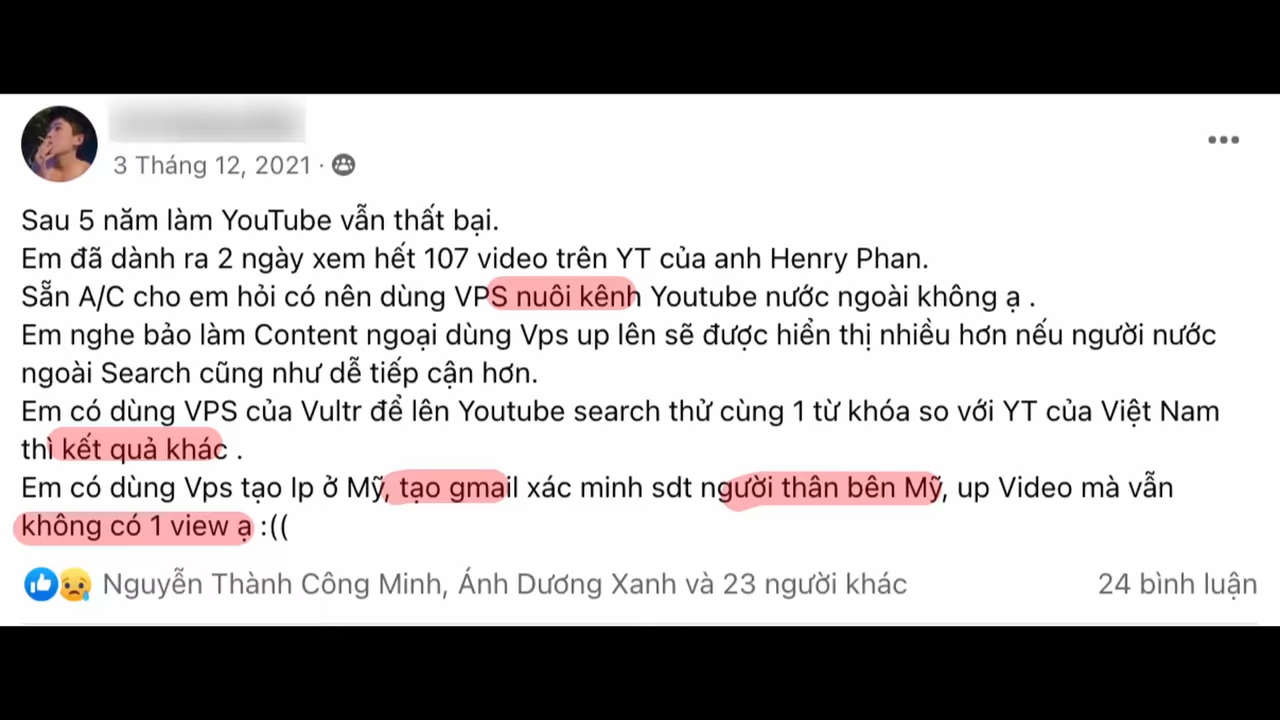 3 Tháng 12, 2021 ·
Sau 5 năm làm YouTube vẫn thất bại.
Em đã dành ra 2 ngày xem hết 107 video trên YT của anh Henry Phan.
Sẵn A/C cho em hỏi có nên dùng VPS nuôi kênh Youtube nước ngoài không ạ .
Em nghe bảo làm Content ngoại dùng Vps up lên sẽ được hiển thị nhiều hơn nếu người nước
ngoài Search cũng như dễ tiếp cận hơn.
Em có dùng VPS của Vultr để lên Youtube search thử cùng 1 từ khóa so với YT của Việt Nam
thì kết quả khác .
Em có dùng Vps tạo Ip ở Mỹ, tạo gmail xác minh sdt người thân bên Mỹ, up Video mà vẫn
không có 1 view ạ :((
Nguyễn Thành Công Minh, Ánh Dương Xanh và 23 người khác
24 bình luận